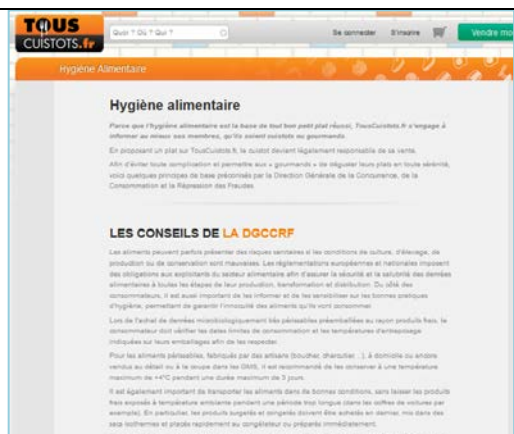 TOUS
CUISTOTS.fr
Quoi ? Où ? Qui ?
Se connecter
S'inscrire
Vendre mo
Hygiène Alimentaire
Hygiène alimentaire
Parce que l'hygiène alimentaire est la base de tout bon petit plat réussi, TousCuistots.fr s'engage à
informer au mieux ses membres, qu'ils soient cuistots ou gourmands.
En proposant un plat sur TousCuistots.fr, le cuistot devient légalement responsable de sa vente.
Afin d'éviter toute complication et permettre aux « gourmands » de déguster leurs plats en toute sérénité,
voici quelques principes de base préconisés par la Direction Générale de la Concurrence, de la
Consommation et la Répression des Fraudes.
LES CONSEILS DE LA DGCCRF
Les aliments peuvent parfois présenter des risques sanitaires si les conditions de culture, d'élevage, de
production ou de conservation sont mauvaises. Les réglementations européennes et nationales imposent
des obligations aux exploitants du secteur alimentaire afin d'assurer la sécurité et la salubrité des denrées
alimentaires à toutes les étapes de leur production, transformation et distribution. Du côté des
consommateurs, il est aussi important de les informer et de les sensibiliser sur les bonnes pratiques
d'hygiène, permettant de garantir l'innocuité des aliments qu'ils vont consommer.
Lors de l'achat de denrées microbiologiquement très périssables préemballées au rayon produits frais, le
consommateur doit vérifier les dates limites de consommation et les températures d'entreposage
indiquées sur leurs emballages afin de les respecter.
Pour les aliments périssables, fabriqués par des artisans (boucher, charcutier, ...), à domicile ou encore
vendus au détail ou à la coupe dans les GMS, il est recommandé de les conserver à une température
maximum de +4°C pendant une durée maximum de 3 jours.
Il est également important de transporter les aliments dans de bonnes conditions, sans laisser les produits
frais exposés à température ambiante pendant une période trop longue (dans les coffres de voitures par
exemple). En particulier, les produits surgelés et congelés doivent être achetés en dernier, mis dans des
sacs isothermes et placés rapidement au congélateur ou préparés immédiatement.